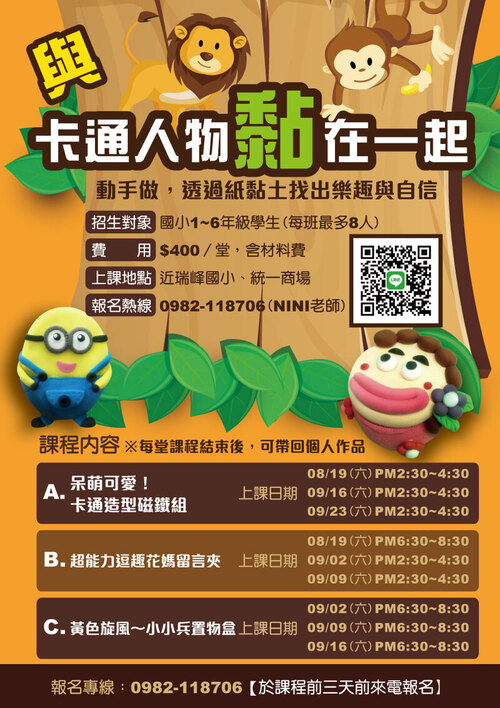 與
卡通人物黏在一起
動手做，透過紙黏土找出樂趣與自信
招生對象 國小1~6年級學生(每班最多8人)
費 用 $400／堂，含材料費
上課地點 近瑞峰國小、統一商場
報名熱線 0982-118706(NINI老師)
LINE
課程內容 ※每堂課程結束後，可帶回個人作品
A. 呆萌可愛！
卡通造型磁鐵組
上課日期
08/19(六)PM2:30~4:30
09/16(六)PM2:30~4:30
09/23(六)PM2:30~4:30
B. 超能力逗趣花媽留言夾
上課日期
08/19(六)PM6:30~8:30
09/02(六)PM2:30~4:30
09/09(六)PM2:30~4:30
C. 黃色旋風～小小兵置物盒
上課日期
09/02(六)PM6:30~8:30
09/09(六)PM6:30~8:30
09/16(六)PM6:30~8:30
報名專線：0982-118706【於課程前三天前來電報名】